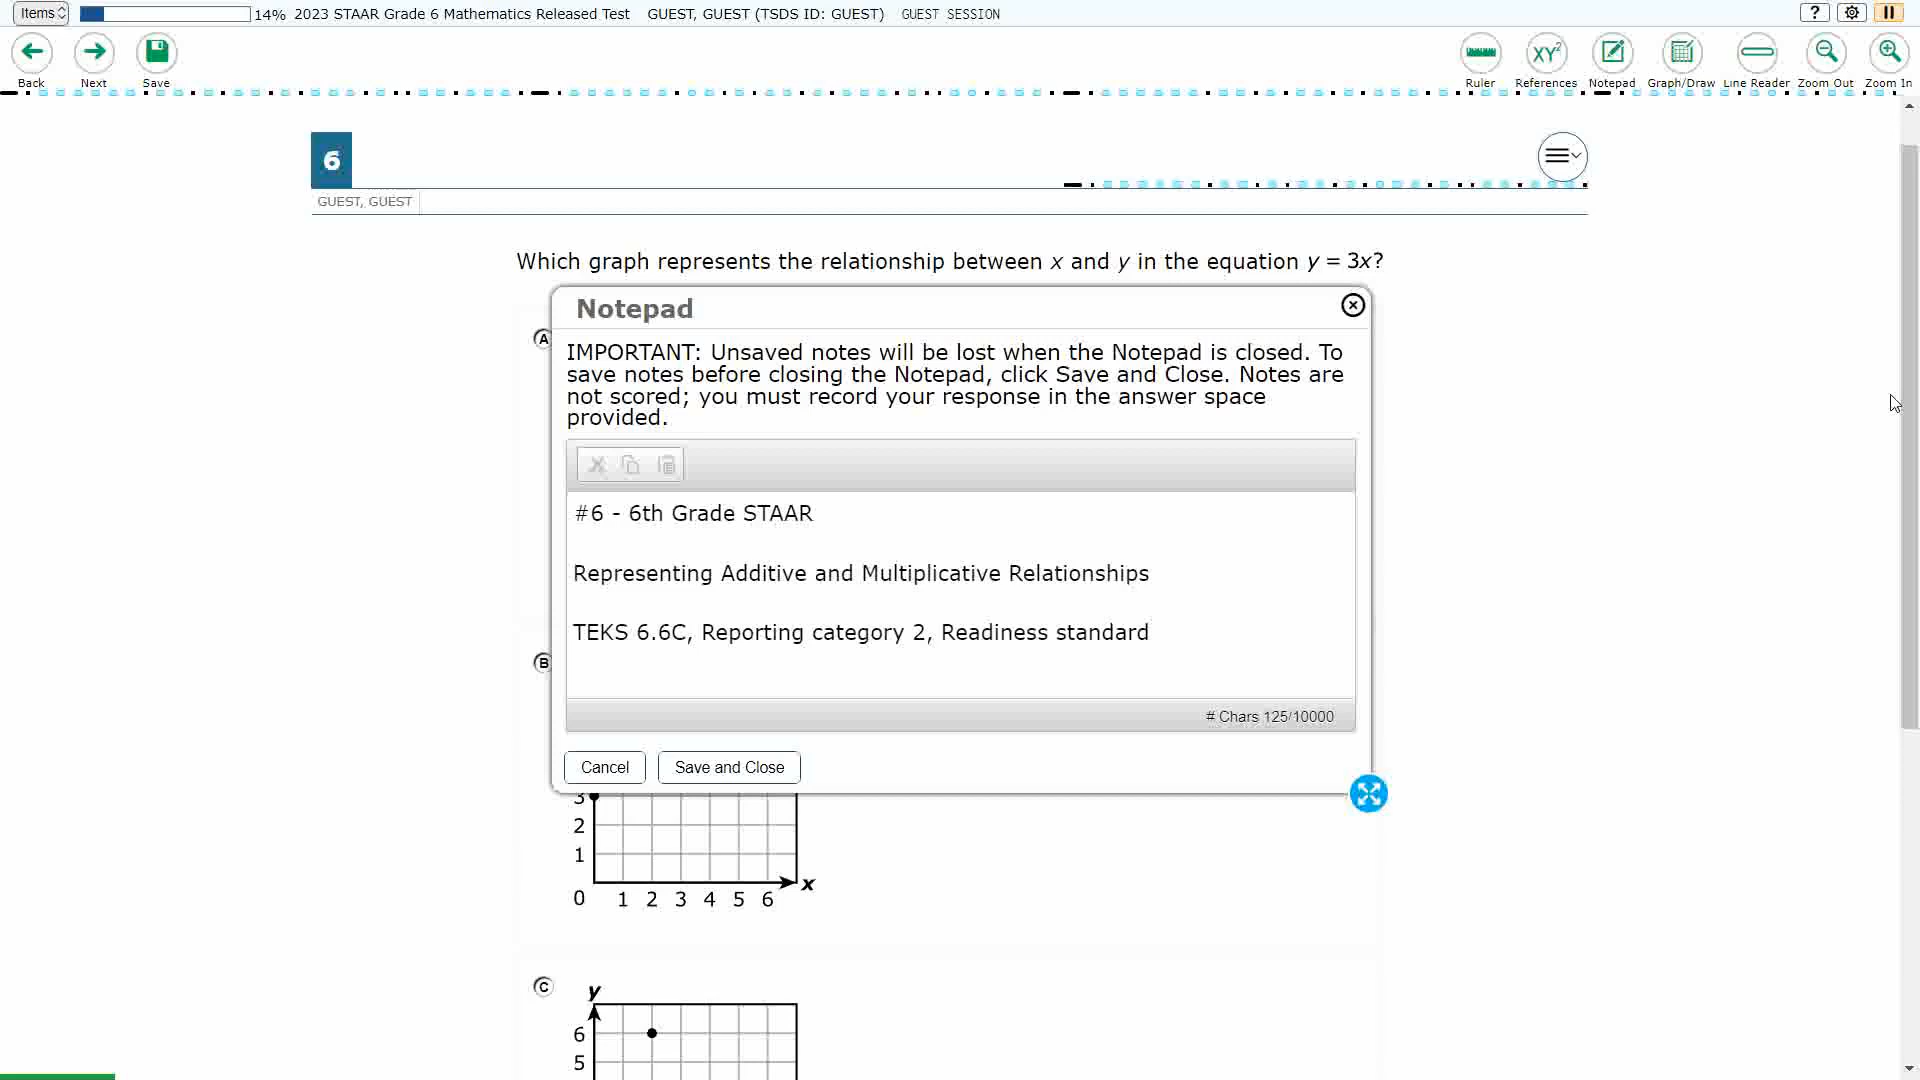 Items 14% 2023 STAAR Grade 6 Mathematics Released Test GUEST, GUEST (TSDS ID: GUEST) GUEST SESSION ?
Back Next Save Ruler XY2 References Notepad Graph/Draw Line Reader Zoom Out Zoom In
6
GUEST, GUEST
Which graph represents the relationship between x and y in the equation y = 3x?
Notepad
A
IMPORTANT: Unsaved notes will be lost when the Notepad is closed. To
save notes before closing the Notepad, click Save and Close. Notes are
not scored; you must record your response in the answer space
provided.
#6 - 6th Grade STAAR
Representing Additive and Multiplicative Relationships
TEKS 6.6C, Reporting category 2, Readiness standard
B
# Chars 125/10000
Cancel Save and Close
3
2
1
x
0 1 2 3 4 5 6
C
y
6
5